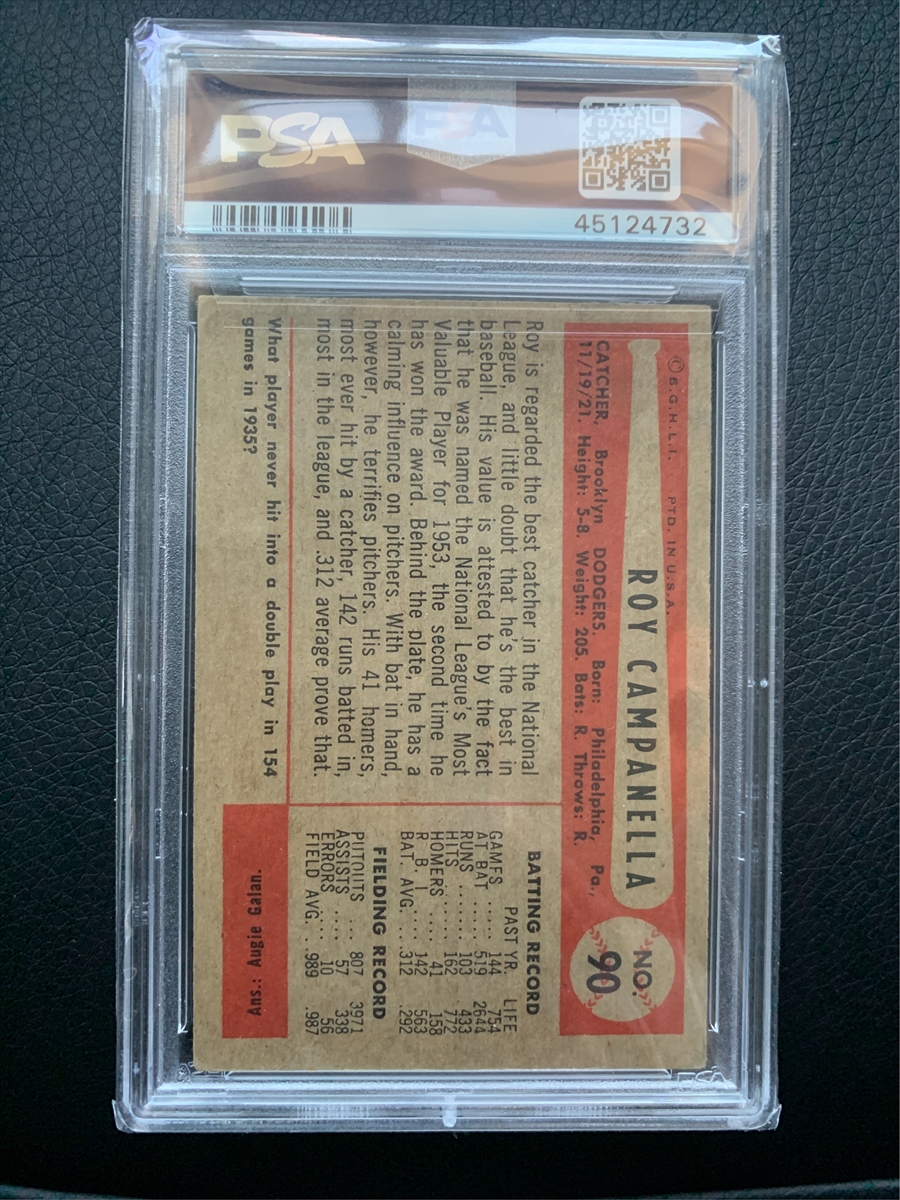 PSA
PSA
45124732
© B.G.H.L.I. PTD. IN U.S.A.
ROY CAMPANELLA
NO.
90
CATCHER, Brooklyn DODGERS. Born: Philadelphia, Pa.,
11/19/21. Height: 5-8. Weight: 205. Bats: R. Throws: R.
Roy is regarded the best catcher in the National
League, and little doubt that he's the best in
baseball. His value is attested to by the fact
that he was named the National League's Most
Valuable Player for 1953, the second time he
has won the award. Behind the plate, he has a
calming influence on pitchers. With bat in hand,
however, he terrifies pitchers. His 41 homers,
most ever hit by a catcher, 142 runs batted in,
most in the league, and .312 average prove that.
BATTING RECORD
PAST YR. LIFE
GAMES .... 144 754
AT BAT .... 519 2644
RUNS ...... 103 433
HITS ....... 162 772
HOMERS .... 41 158
R. B. I. .... 142 563
BAT. AVG. ... .312 .292
FIELDING RECORD
PUTOUTS ... 807 3971
ASSISTS .... 57 338
ERRORS .... 10 56
FIELD AVG. . .989 .987
What player never hit into a double play in 154
games in 1935?
Ans.: Augie Galan.
PSA